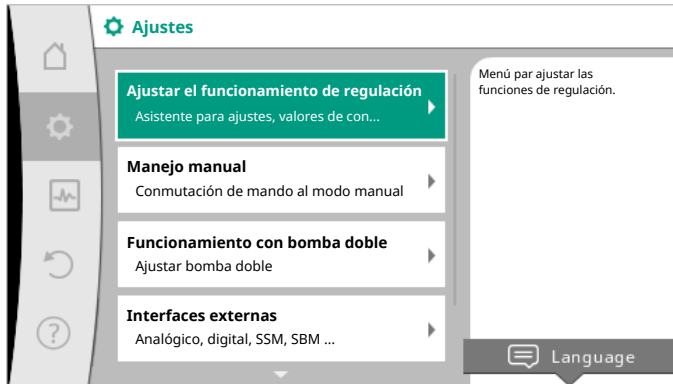 Ajustes
Ajustar el funcionamiento de regulación
Asistente para ajustes, valores de con...
Manejo manual
Conmutación de mando al modo manual
Funcionamiento con bomba doble
Ajustar bomba doble
Interfaces externas
Analógico, digital, SSM, SBM ...
Menú par ajustar las
funciones de regulación.
Language